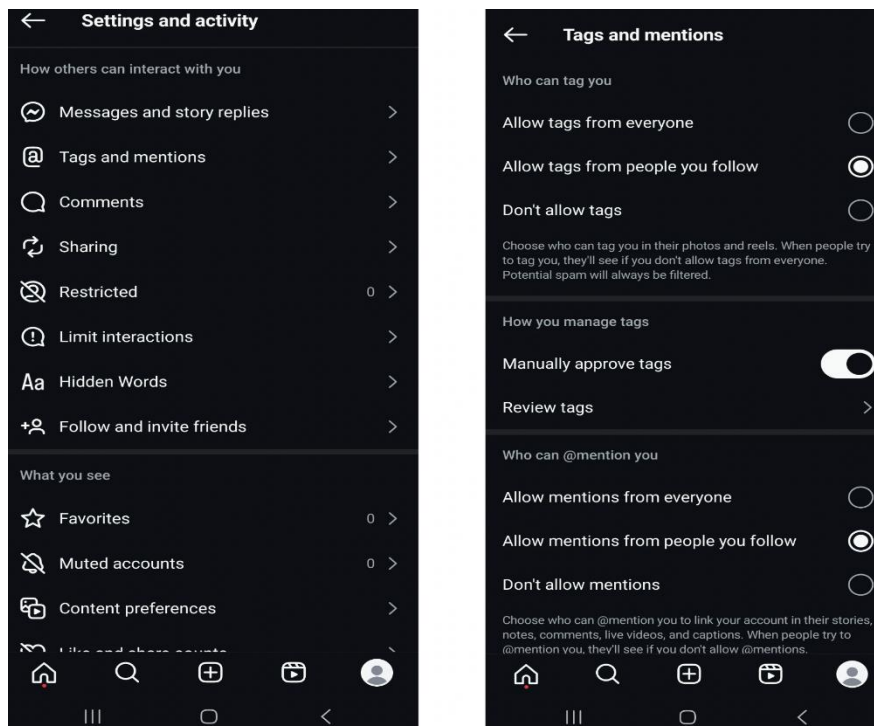 Settings and activity
How others can interact with you
Messages and story replies
Tags and mentions
Comments
Sharing
Restricted 0
Limit interactions
Aa Hidden Words
Follow and invite friends
What you see
Favorites 0
Muted accounts 0
Content preferences
Like and share counts
Tags and mentions
Who can tag you
Allow tags from everyone
Allow tags from people you follow
Don't allow tags
Choose who can tag you in their photos and reels. When people try
to tag you, they'll see if you don't allow tags from everyone.
Potential spam will always be filtered.
How you manage tags
Manually approve tags
Review tags
Who can @mention you
Allow mentions from everyone
Allow mentions from people you follow
Don't allow mentions
Choose who can @mention you to link your account in their stories,
notes, comments, live videos, and captions. When people try to
@mention you, they'll see if you don't allow @mentions.